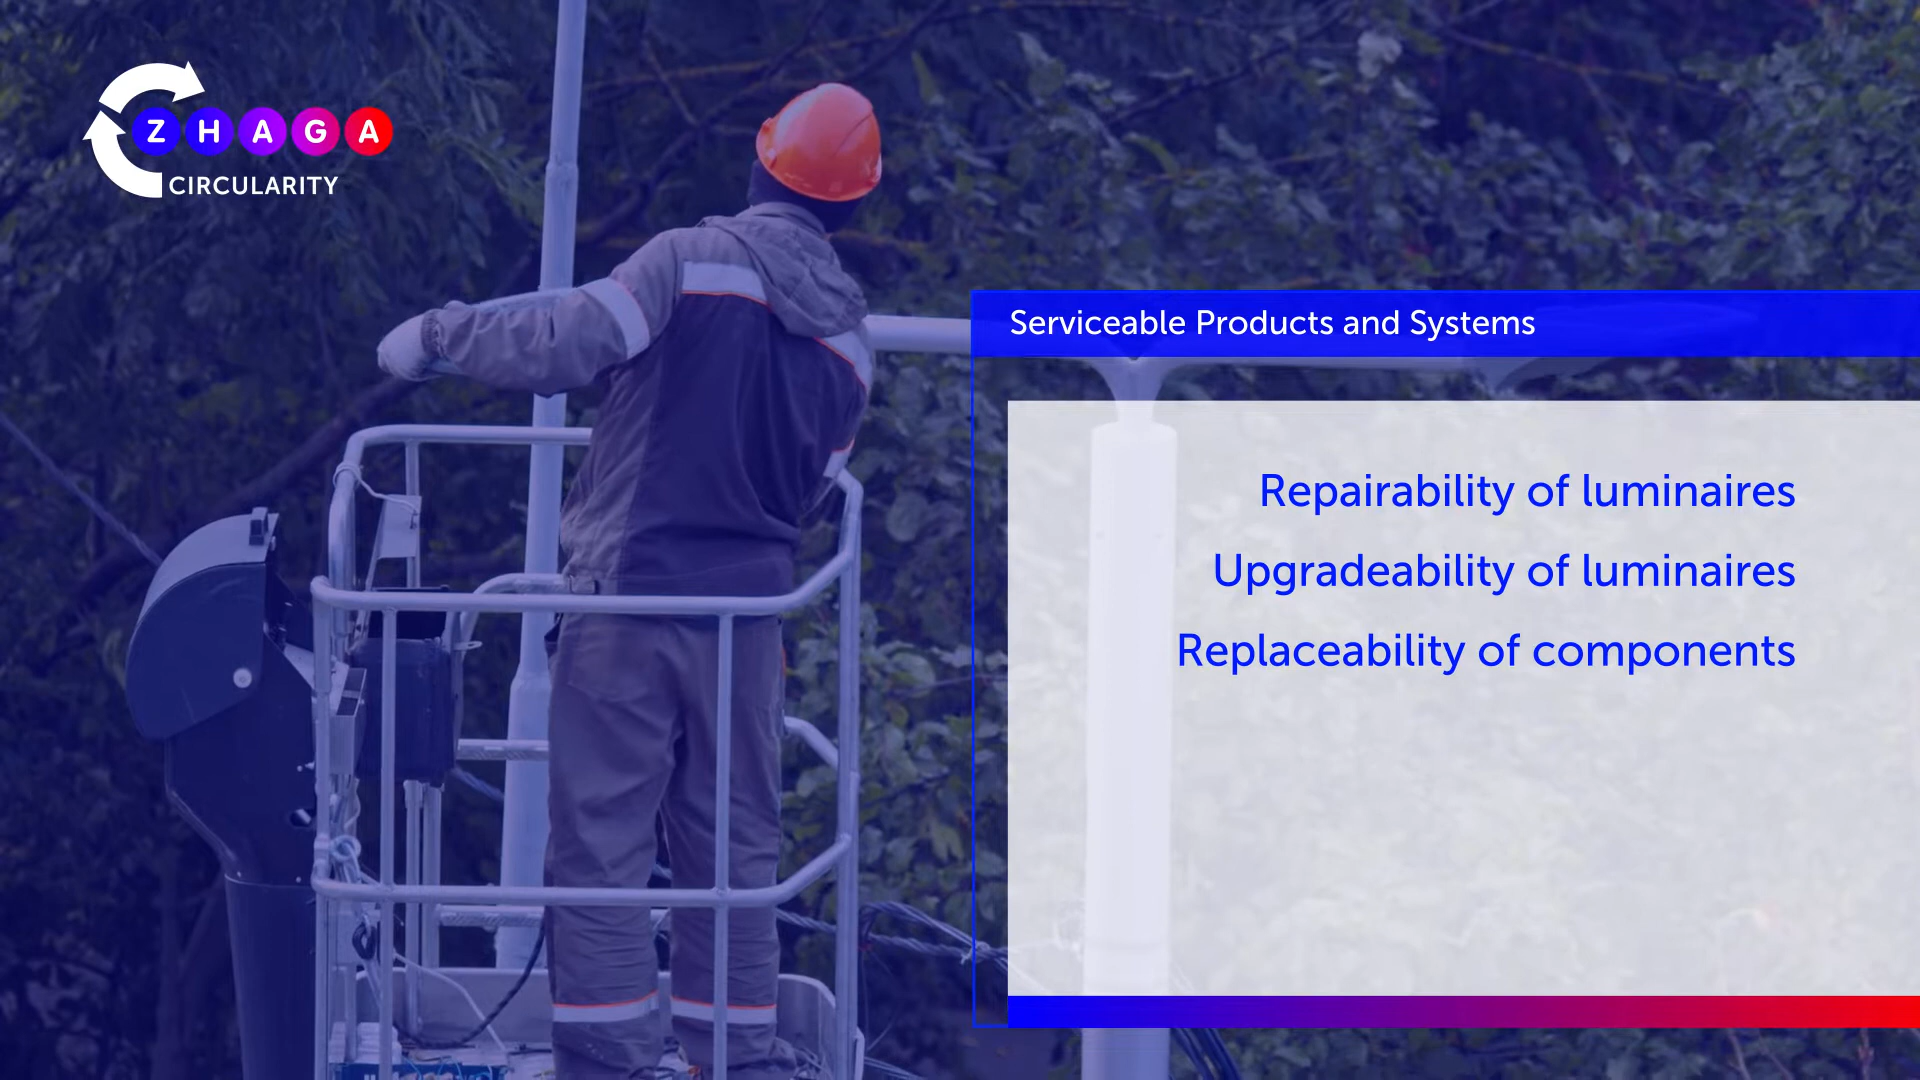 ZHAGA
CIRCULARITY
Serviceable Products and Systems
Repairability of luminaires
Upgradeability of luminaires
Replaceability of components